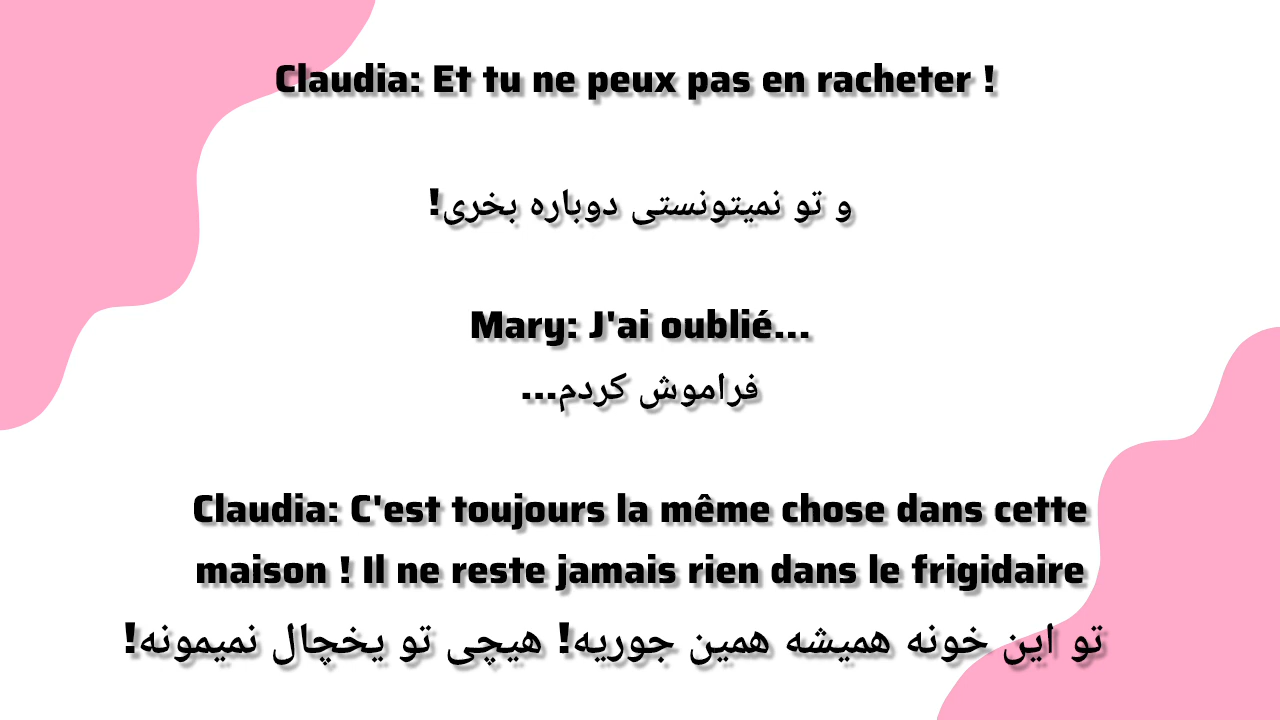 Claudia: Et tu ne peux pas en racheter !
و تو نمیتونستی دوباره بخری!
Mary: J'ai oublié...
فراموش کردم...
Claudia: C'est toujours la même chose dans cette
maison ! Il ne reste jamais rien dans le frigidaire
تو این خونه همیشه همین جوریه! هیچی تو یخچال نمیمونه!